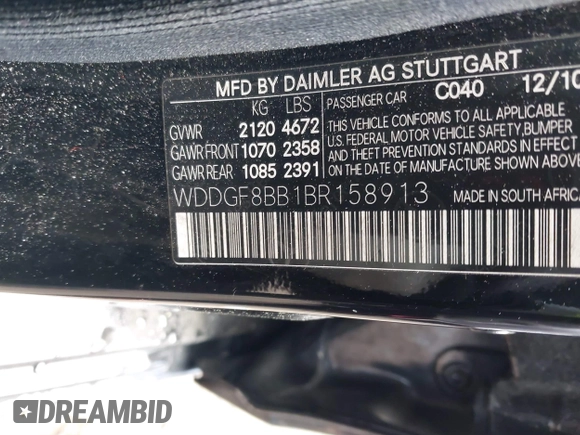 MFD BY DAIMLER AG STUTTGART
KG LBS PASSENGER CAR C040 12/10
GVWR 2120 4672 THIS VEHICLE CONFORMS TO ALL APPLICABLE
GAWR FRONT 1070 2358 U.S. FEDERAL MOTOR VEHICLE SAFETY, BUMPER
GAWR REAR 1085 2391 AND THEFT PREVENTION STANDARDS IN EFFECT
ON THE DATE OF MANUFACTURE SHOWN ABOVE.
WDDGF8BB1BR158913 MADE IN SOUTH AFRICA
DREAMBID